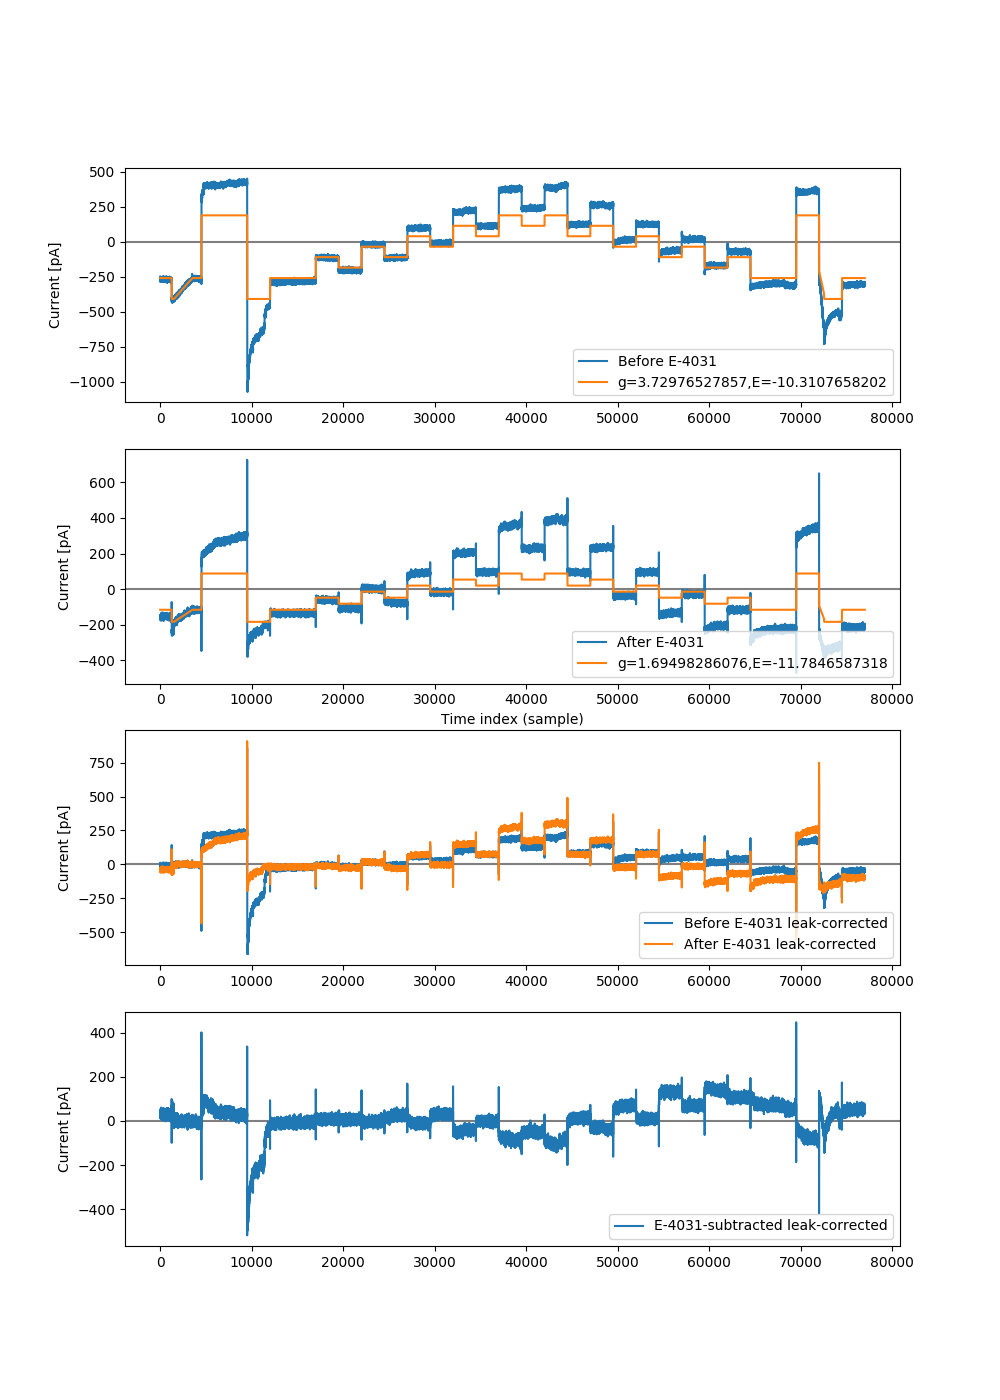 500
250
0
−250
−500
−750
−1000
Current [pA]
Before E-4031
g=3.72976527857,E=-10.3107658202
0 10000 20000 30000 40000 50000 60000 70000 80000
600
400
200
0
−200
−400
Current [pA]
After E-4031
g=1.69498286076,E=-11.7846587318
0 10000 20000 30000 40000 50000 60000 70000 80000
Time index (sample)
750
500
250
0
−250
−500
Current [pA]
Before E-4031 leak-corrected
After E-4031 leak-corrected
0 10000 20000 30000 40000 50000 60000 70000 80000
400
200
0
−200
−400
Current [pA]
E-4031-subtracted leak-corrected
0 10000 20000 30000 40000 50000 60000 70000 80000